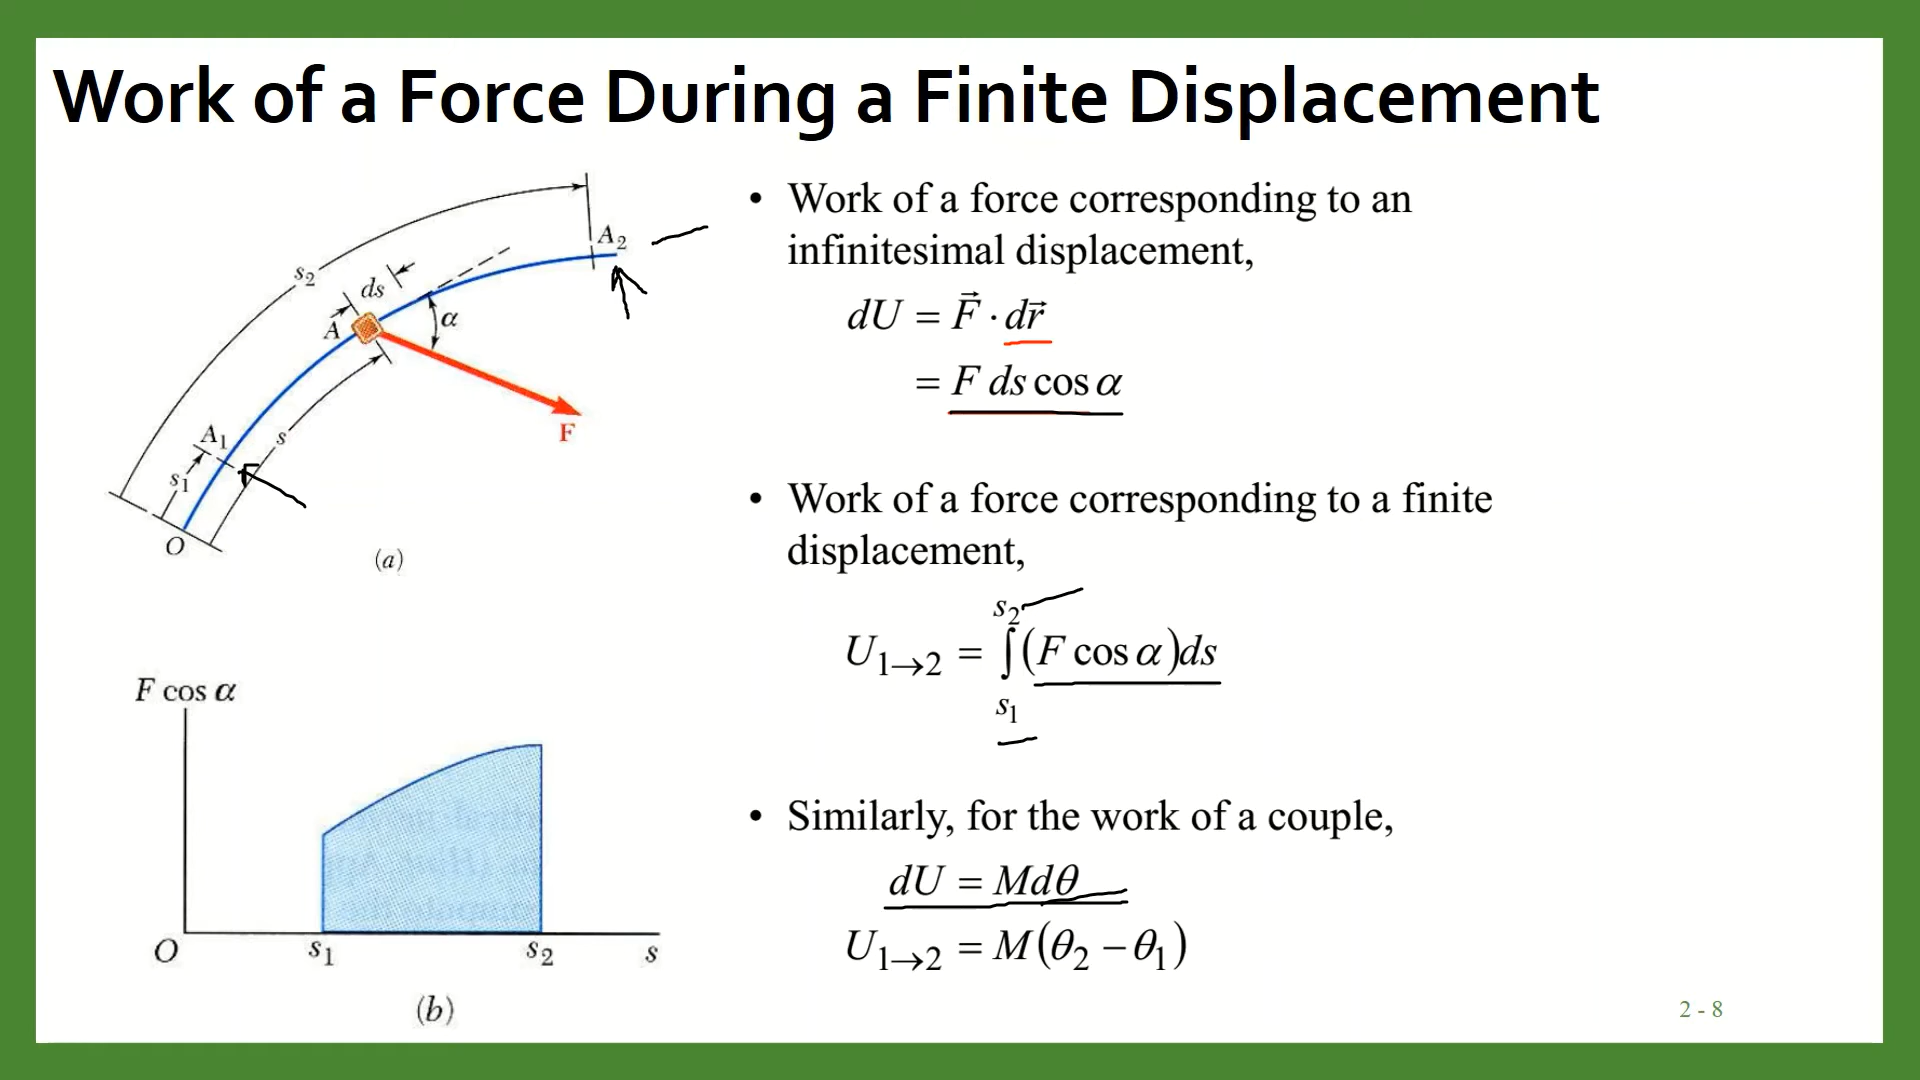 Work of a Force During a Finite Displacement
A₂
s₂
ds
α
A
F
A₁
s
s₁
O
(a)
• Work of a force corresponding to an
infinitesimal displacement,
dU = F⃗ · dr⃗
= F ds cos α
• Work of a force corresponding to a finite
displacement,
s₂
U₁→₂ = ∫(F cos α)ds
s₁
• Similarly, for the work of a couple,
dU = Mdθ
U₁→₂ = M(θ₂ − θ₁)
F cos α
O
s₁
s₂
s
(b)
2 - 8